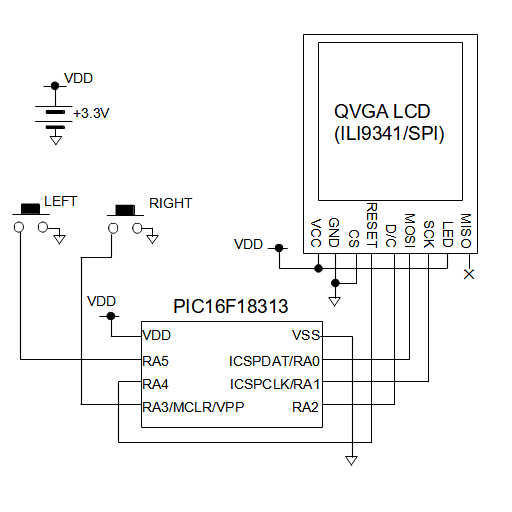 VDD
+3.3V
QVGA LCD
(ILI9341/SPI)
LEFT
RIGHT
VCC
GND
CS
RESET
D/C
MOSI
SCK
LED
MISO
VDD
VDD
PIC16F18313
VDD
VSS
RA5
ICSPDAT/RA0
RA4
ICSPCLK/RA1
RA3/MCLR/VPP
RA2